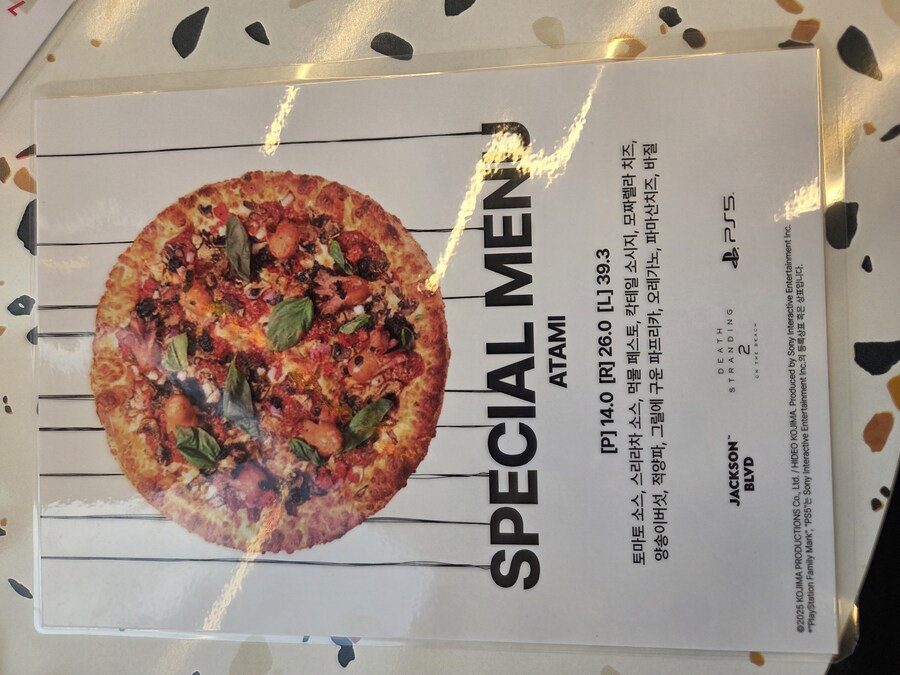 SPECIAL MENU
ATAMI
[P] 14.0 [R] 26.0 [L] 39.3
토마토 소스, 스리라차 소스, 먹물 페스토, 칵테일 소시지, 모짜렐라 치즈,
양송이버섯, 적양파, 그릴에 구운 파프리카, 오레가노, 파마산치즈, 바질
JACKSON™
BLVD
DEATH
STRANDING
2
ON THE BEACH
PS5.
©2025 KOJIMA PRODUCTIONS Co., Ltd. / HIDEO KOJIMA. Produced by Sony Interactive Entertainment Inc.
*"PlayStation Family Mark", "PS5"는 Sony Interactive Entertainment Inc.의 등록상표 혹은 상표입니다.